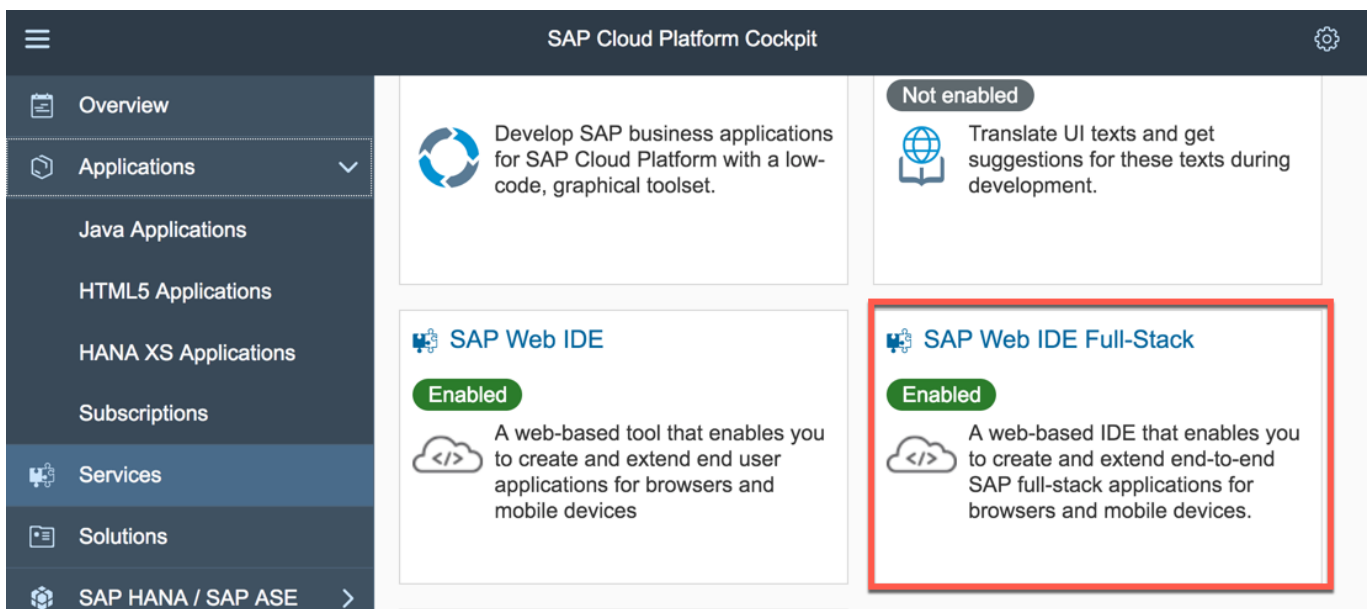 SAP Cloud Platform Cockpit
Overview
Applications
Java Applications
HTML5 Applications
HANA XS Applications
Subscriptions
Services
Solutions
SAP HANA / SAP ASE
Develop SAP business applications
for SAP Cloud Platform with a low-
code, graphical toolset.
Not enabled
Translate UI texts and get
suggestions for these texts during
development.
SAP Web IDE
Enabled
A web-based tool that enables you
to create and extend end user
applications for browsers and
mobile devices
SAP Web IDE Full-Stack
Enabled
A web-based IDE that enables you
to create and extend end-to-end
SAP full-stack applications for
browsers and mobile devices.